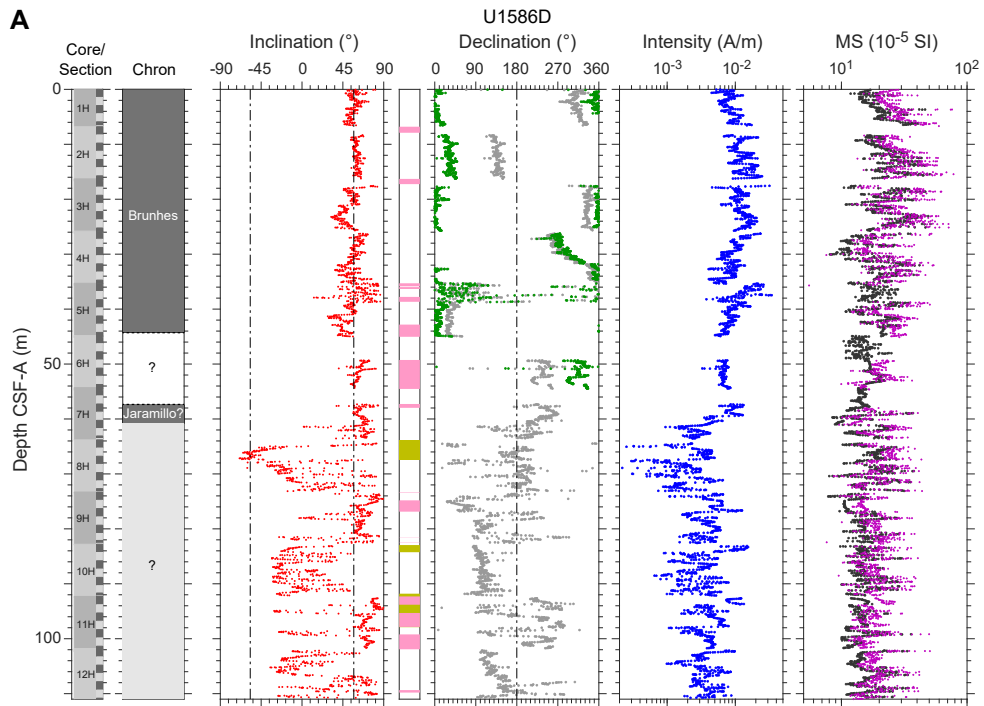 A
U1586D
Core/
Section
Chron
Inclination (°)
Declination (°)
Intensity (A/m)
MS (10⁻⁵ SI)
-90 -45 0 45 90
0 90 180 270 360
10⁻³ 10⁻²
10¹ 10²
Depth CSF-A (m)
0
50
100
1H
2H
3H
4H
5H
6H
7H
8H
9H
10H
11H
12H
Brunhes
?
Jaramillo?
?